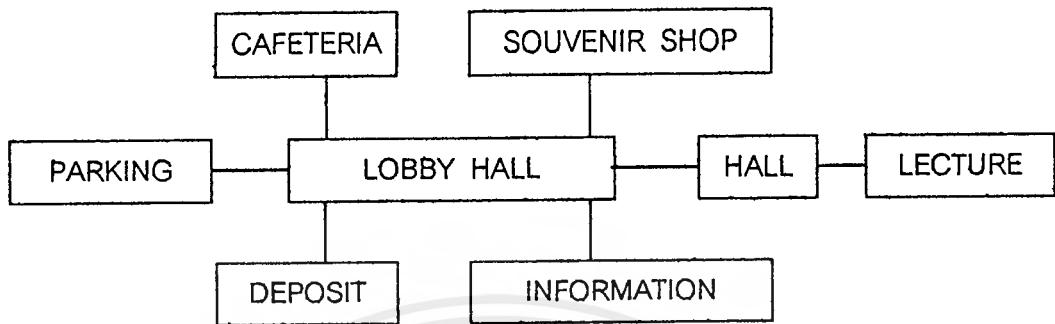 CAFETERIA
SOUVENIR SHOP
PARKING
LOBBY HALL
HALL
LECTURE
DEPOSIT
INFORMATION